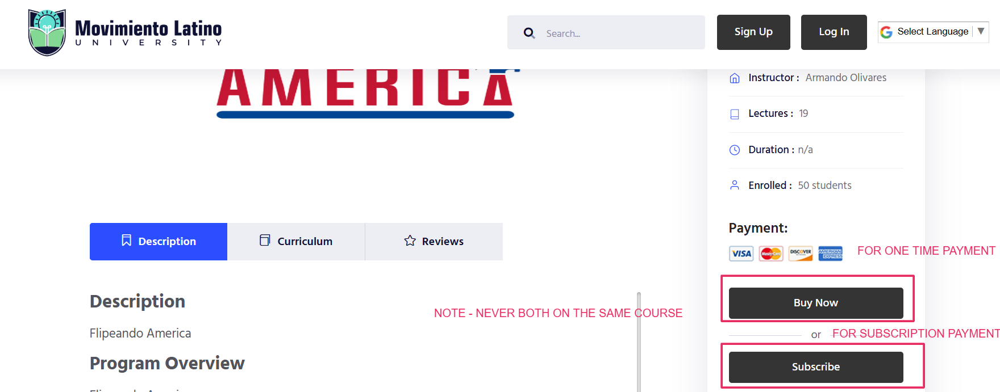 Movimiento Latino
UNIVERSITY
Search...
Sign Up
Log In
Select Language
AMERICA
Instructor : Armando Olivares
Lectures : 19
Duration : n/a
Enrolled : 50 students
Description
Curriculum
Reviews
Payment:
VISA
MasterCard
DISCOVER
AMERICAN EXPRESS
FOR ONE TIME PAYMENT
Buy Now
or
FOR SUBSCRIPTION PAYMENT
Subscribe
NOTE - NEVER BOTH ON THE SAME COURSE
Description
Flipeando America
Program Overview